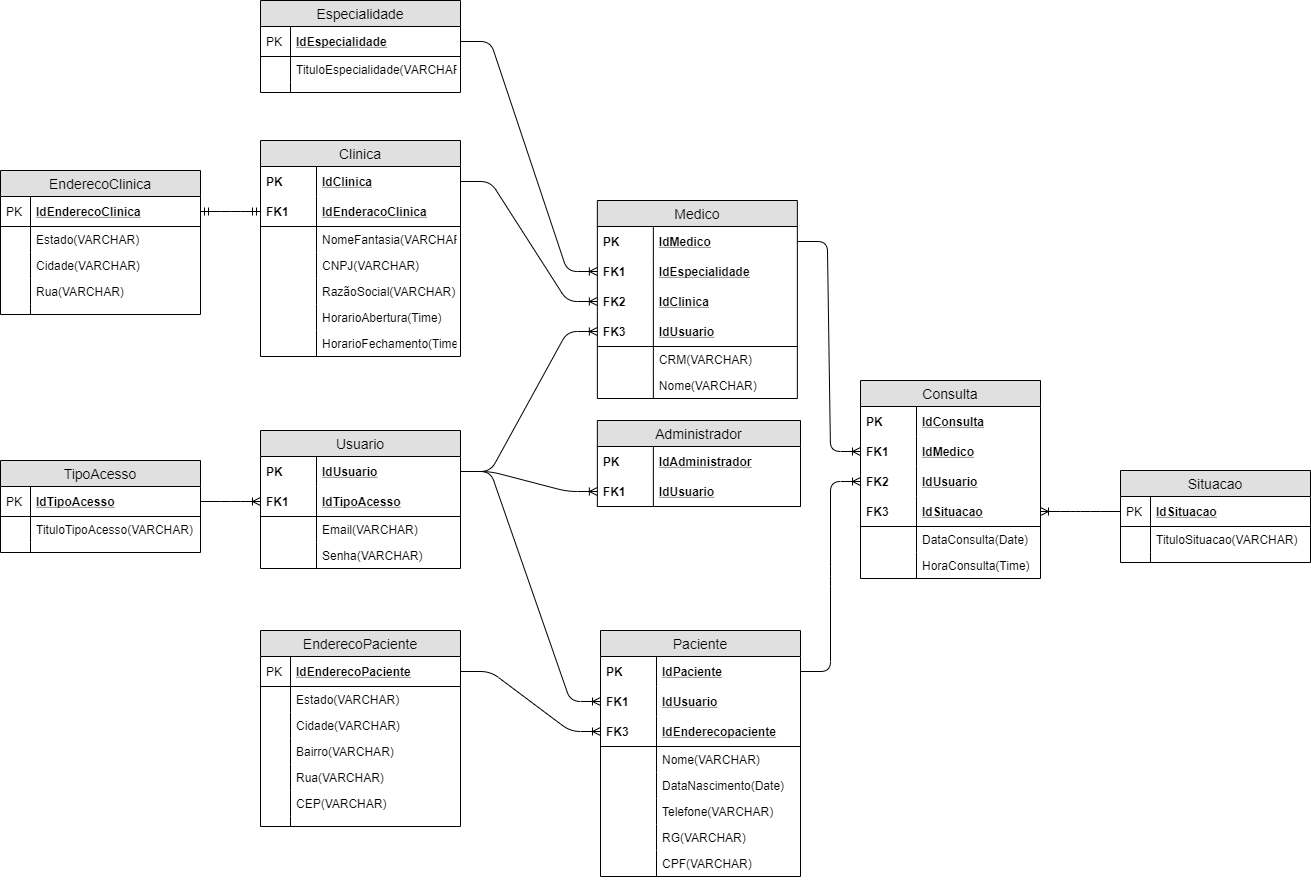 Especialidade
PK IdEspecialidade
TituloEspecialidade(VARCHAR
Clinica
PK IdClinica
FK1 IdEnderacoClinica
NomeFantasia(VARCHAR
CNPJ(VARCHAR)
RazãoSocial(VARCHAR)
HorarioAbertura(Time)
HorarioFechamento(Time
EnderecoClinica
PK IdEnderecoClinica
Estado(VARCHAR)
Cidade(VARCHAR)
Rua(VARCHAR)
Medico
PK IdMedico
FK1 IdEspecialidade
FK2 IdClinica
FK3 IdUsuario
CRM(VARCHAR)
Nome(VARCHAR)
Usuario
PK IdUsuario
FK1 IdTipoAcesso
Email(VARCHAR)
Senha(VARCHAR)
TipoAcesso
PK IdTipoAcesso
TituloTipoAcesso(VARCHAR)
Administrador
PK IdAdministrador
FK1 IdUsuario
Consulta
PK IdConsulta
FK1 IdMedico
FK2 IdUsuario
FK3 IdSituacao
DataConsulta(Date)
HoraConsulta(Time)
Situacao
PK IdSituacao
TituloSituacao(VARCHAR)
EnderecoPaciente
PK IdEnderecoPaciente
Estado(VARCHAR)
Cidade(VARCHAR)
Bairro(VARCHAR)
Rua(VARCHAR)
CEP(VARCHAR)
Paciente
PK IdPaciente
FK1 IdUsuario
FK3 IdEnderecopaciente
Nome(VARCHAR)
DataNascimento(Date)
Telefone(VARCHAR)
RG(VARCHAR)
CPF(VARCHAR)